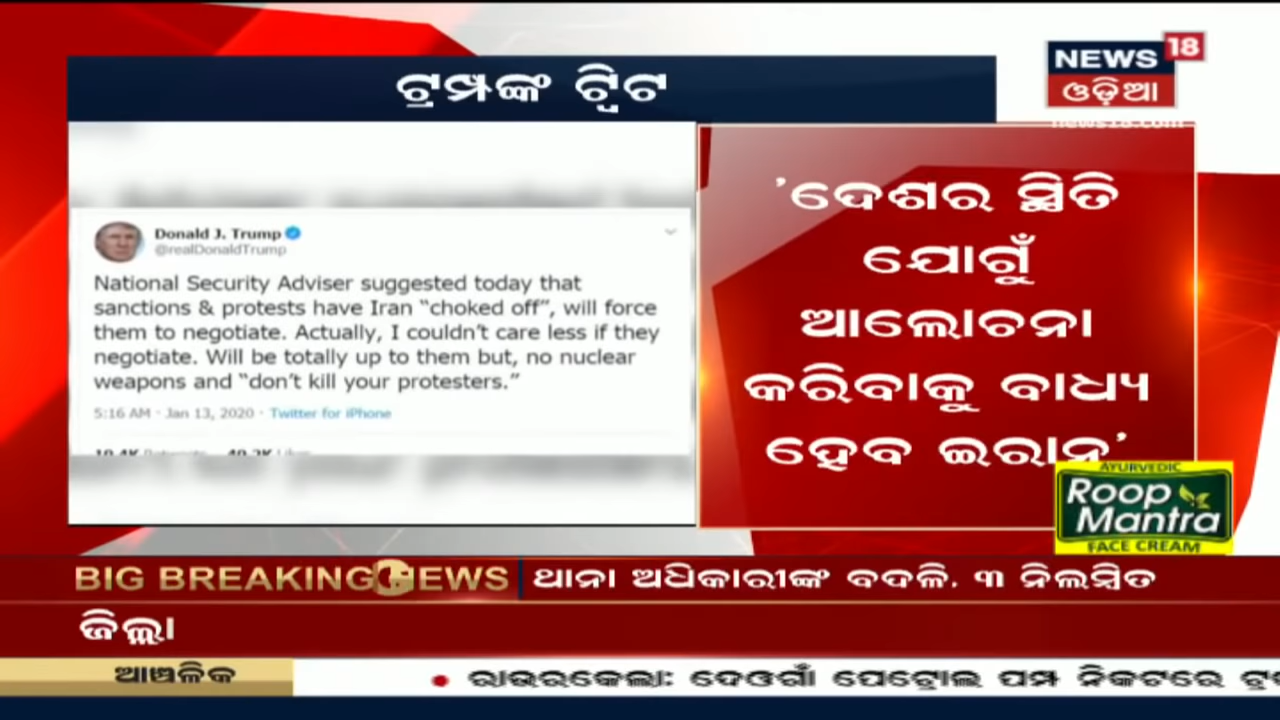 ଟ୍ରମ୍ପଙ୍କ ଟ୍ୱିଟ
NEWS 18
ଓଡ଼ିଆ
news18.com
Donald J. Trump
@realDonaldTrump
National Security Adviser suggested today that
sanctions & protests have Iran “choked off”, will force
them to negotiate. Actually, I couldn’t care less if they
negotiate. Will be totally up to them but, no nuclear
weapons and “don’t kill your protesters.”
5:16 AM · Jan 13, 2020 · Twitter for iPhone
'ଦେଶର ସ୍ଥିତି
ଯୋଗୁଁ
ଆଲୋଚନା
କରିବାକୁ ବାଧ୍ୟ
ହେବ ଇରାନ'
AYURVEDIC
Roop
Mantra
FACE CREAM
BIG BREAKING NEWS ଥାନା ଅଧିକାରୀଙ୍କ ବଦଳି. ୩ ନିଲମ୍ବିତ
ଜିଲ୍ଲା
ଆଞ୍ଚଳିକ
• ରାଉରକେଲା: ଦେଓଗାଁ ପେଟ୍ରୋଲ ପମ୍ପ ନିକଟରେ